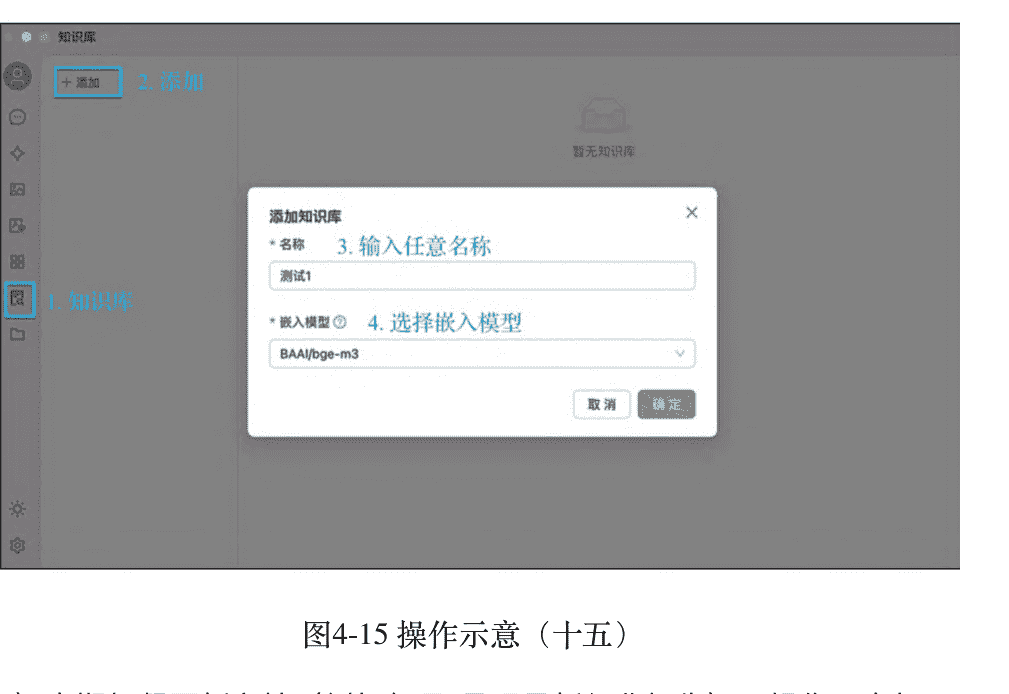 知识库
+ 添加
2. 添加
暂无知识库
添加知识库
* 名称
3. 输入任意名称
测试1
1. 知识库
* 嵌入模型
4. 选择嵌入模型
BAAI/bge-m3
取 消
确 定
图4-15 操作示意（十五）